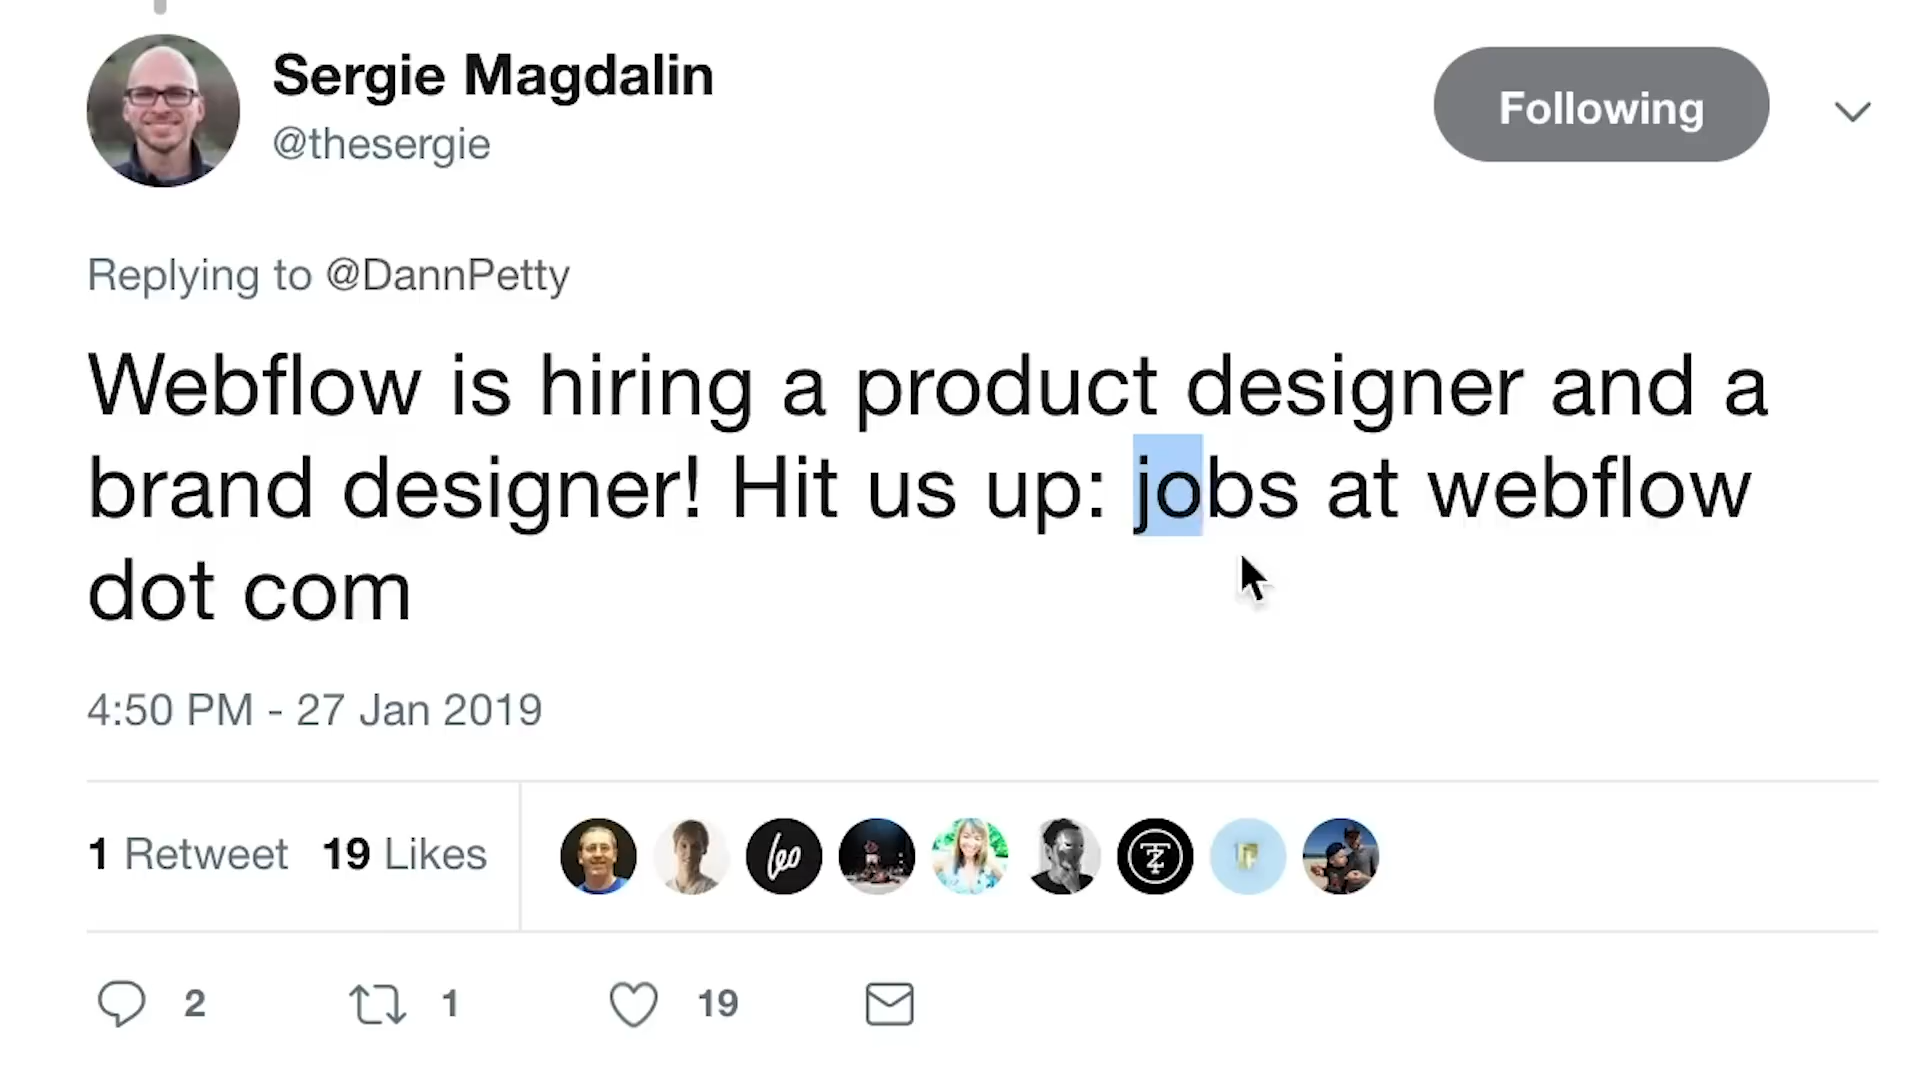 Sergie Magdalin
@thesergie
Following
Replying to @DannPetty
Webflow is hiring a product designer and a
brand designer! Hit us up: jobs at webflow
dot com
4:50 PM - 27 Jan 2019
1 Retweet 19 Likes
leo
2 1 19